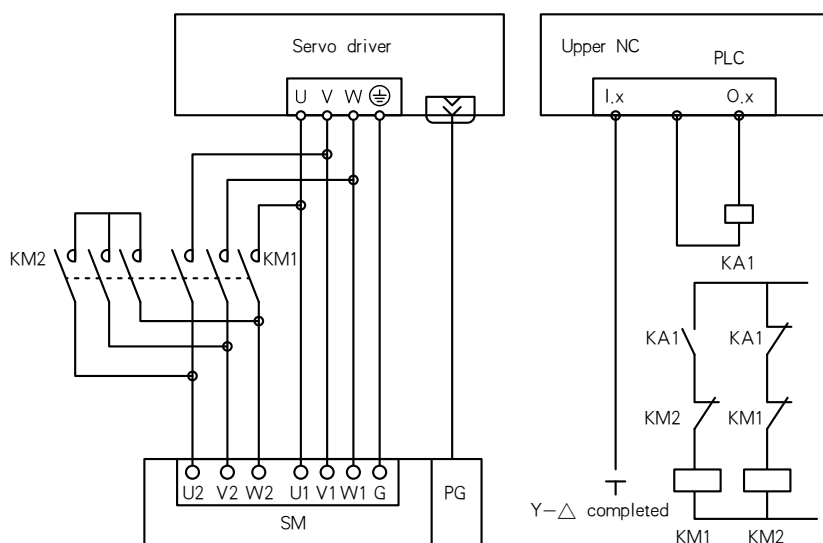 Servo driver
U V W
Upper NC
PLC
I.x O.x
KA1
KM2 KM1
KA1 KA1
KM2 KM1
U2 V2 W2 U1 V1 W1 G
PG
SM
Y–△ completed
KM1 KM2